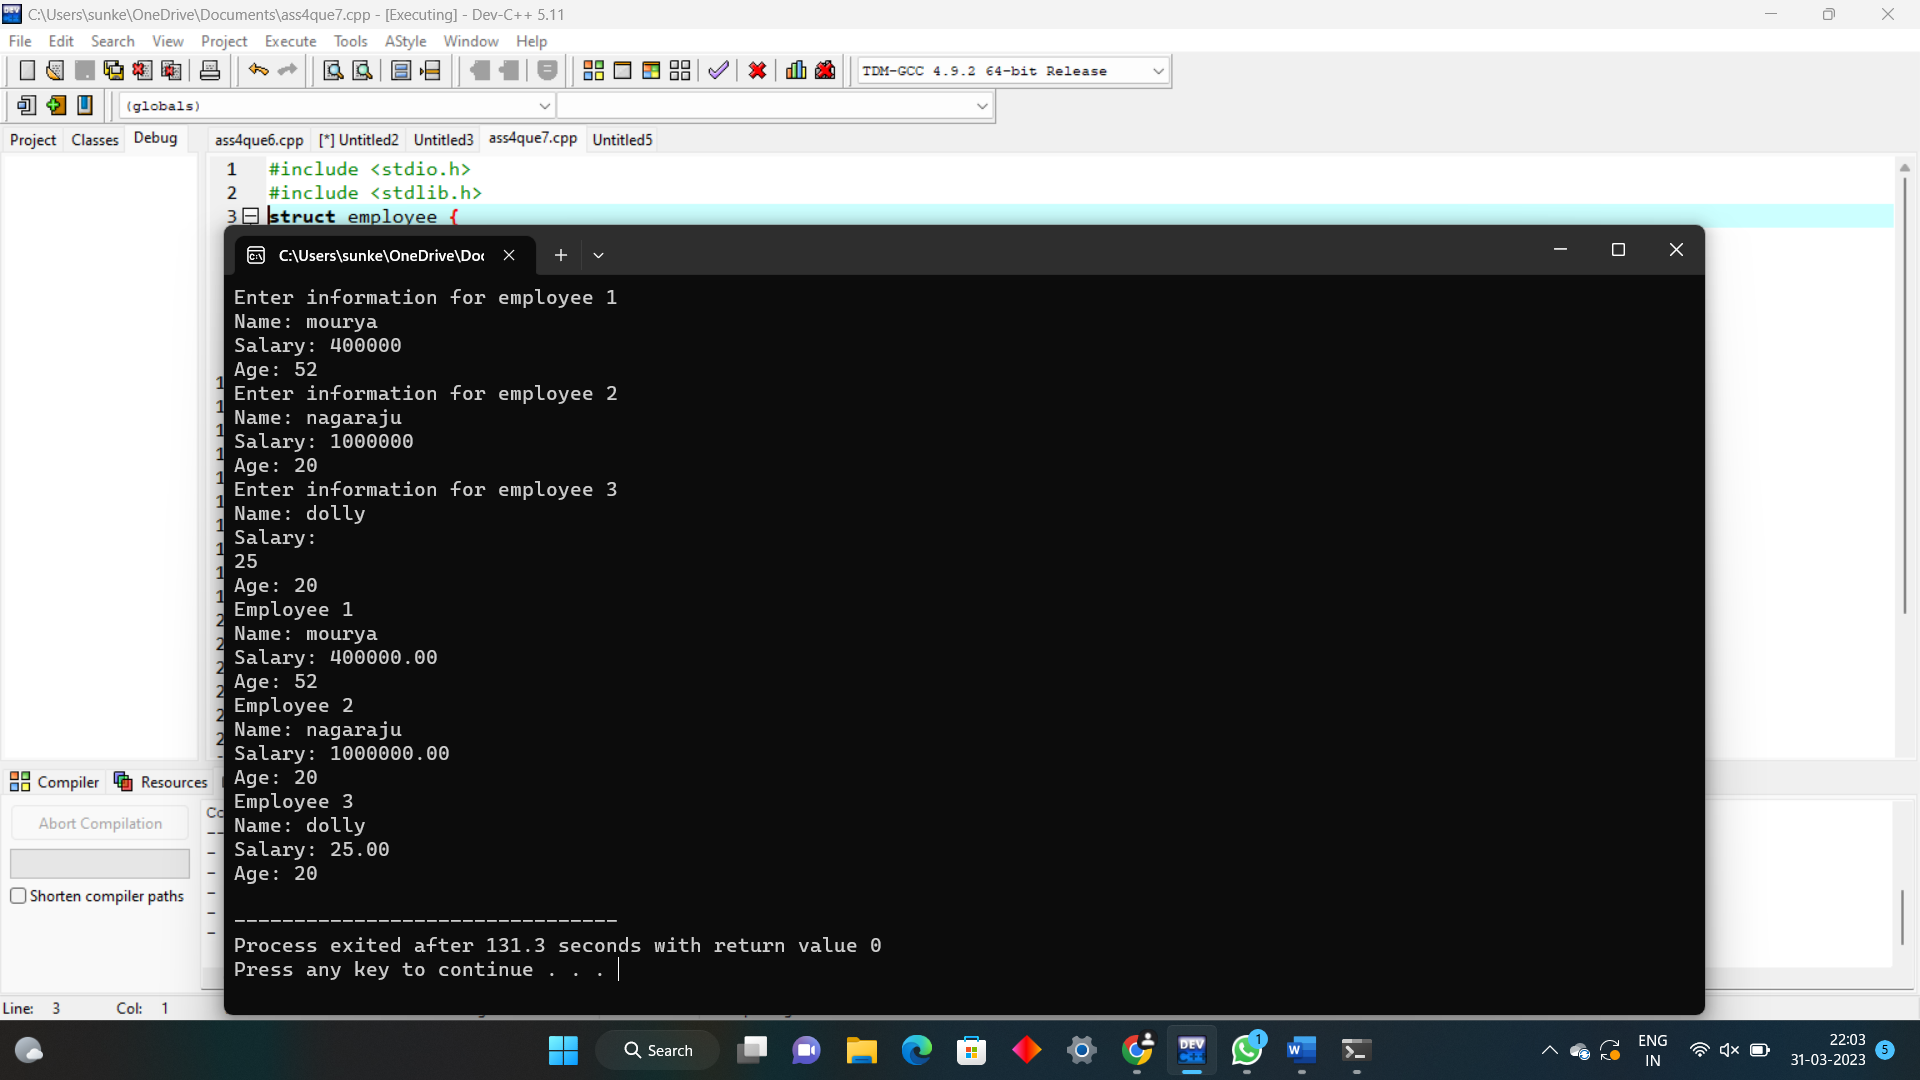 C:\Users\sunke\OneDrive\Documents\ass4que7.cpp - [Executing] - Dev-C++ 5.11
File Edit Search View Project Execute Tools AStyle Window Help
TDM-GCC 4.9.2 64-bit Release
(globals)
Project Classes Debug ass4que6.cpp [*] Untitled2 Untitled3 ass4que7.cpp Untitled5
1 #include <stdio.h>
2 #include <stdlib.h>
3 struct employee {
C:\Users\sunke\OneDrive\Doc
Enter information for employee 1
Name: mourya
Salary: 400000
Age: 52
Enter information for employee 2
Name: nagaraju
Salary: 1000000
Age: 20
Enter information for employee 3
Name: dolly
Salary:
25
Age: 20
Employee 1
Name: mourya
Salary: 400000.00
Age: 52
Employee 2
Name: nagaraju
Salary: 1000000.00
Age: 20
Employee 3
Name: dolly
Salary: 25.00
Age: 20
--------------------------------
Process exited after 131.3 seconds with return value 0
Press any key to continue . . .
Compiler Resources
Abort Compilation
Shorten compiler paths
Line: 3 Col: 1
Search
DEV C++
1
ENG
IN
22:03
31-03-2023
5